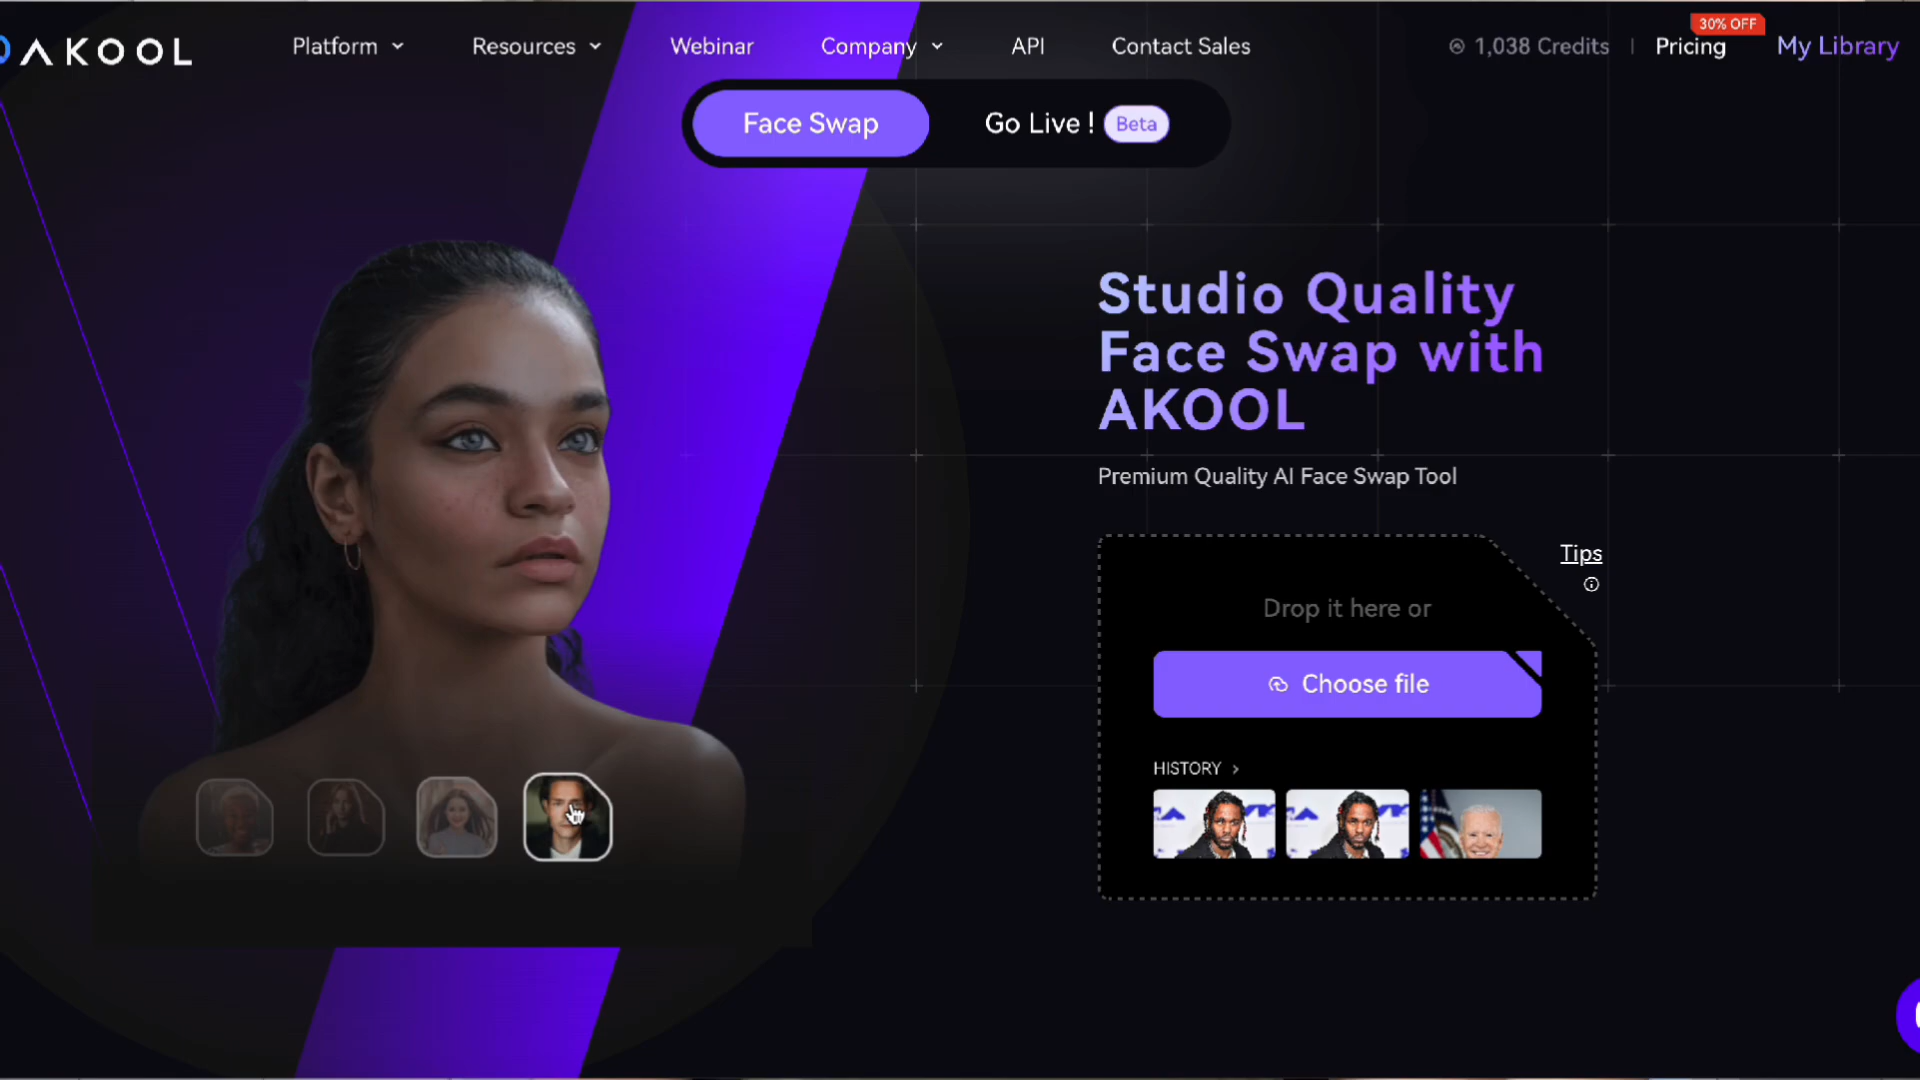 AKOOL
Platform
Resources
Webinar
Company
API
Contact Sales
1,038 Credits
Pricing
30% OFF
My Library
Face Swap
Go Live !
Beta
Studio Quality
Face Swap with
AKOOL
Premium Quality AI Face Swap Tool
Tips
Drop it here or
Choose file
HISTORY